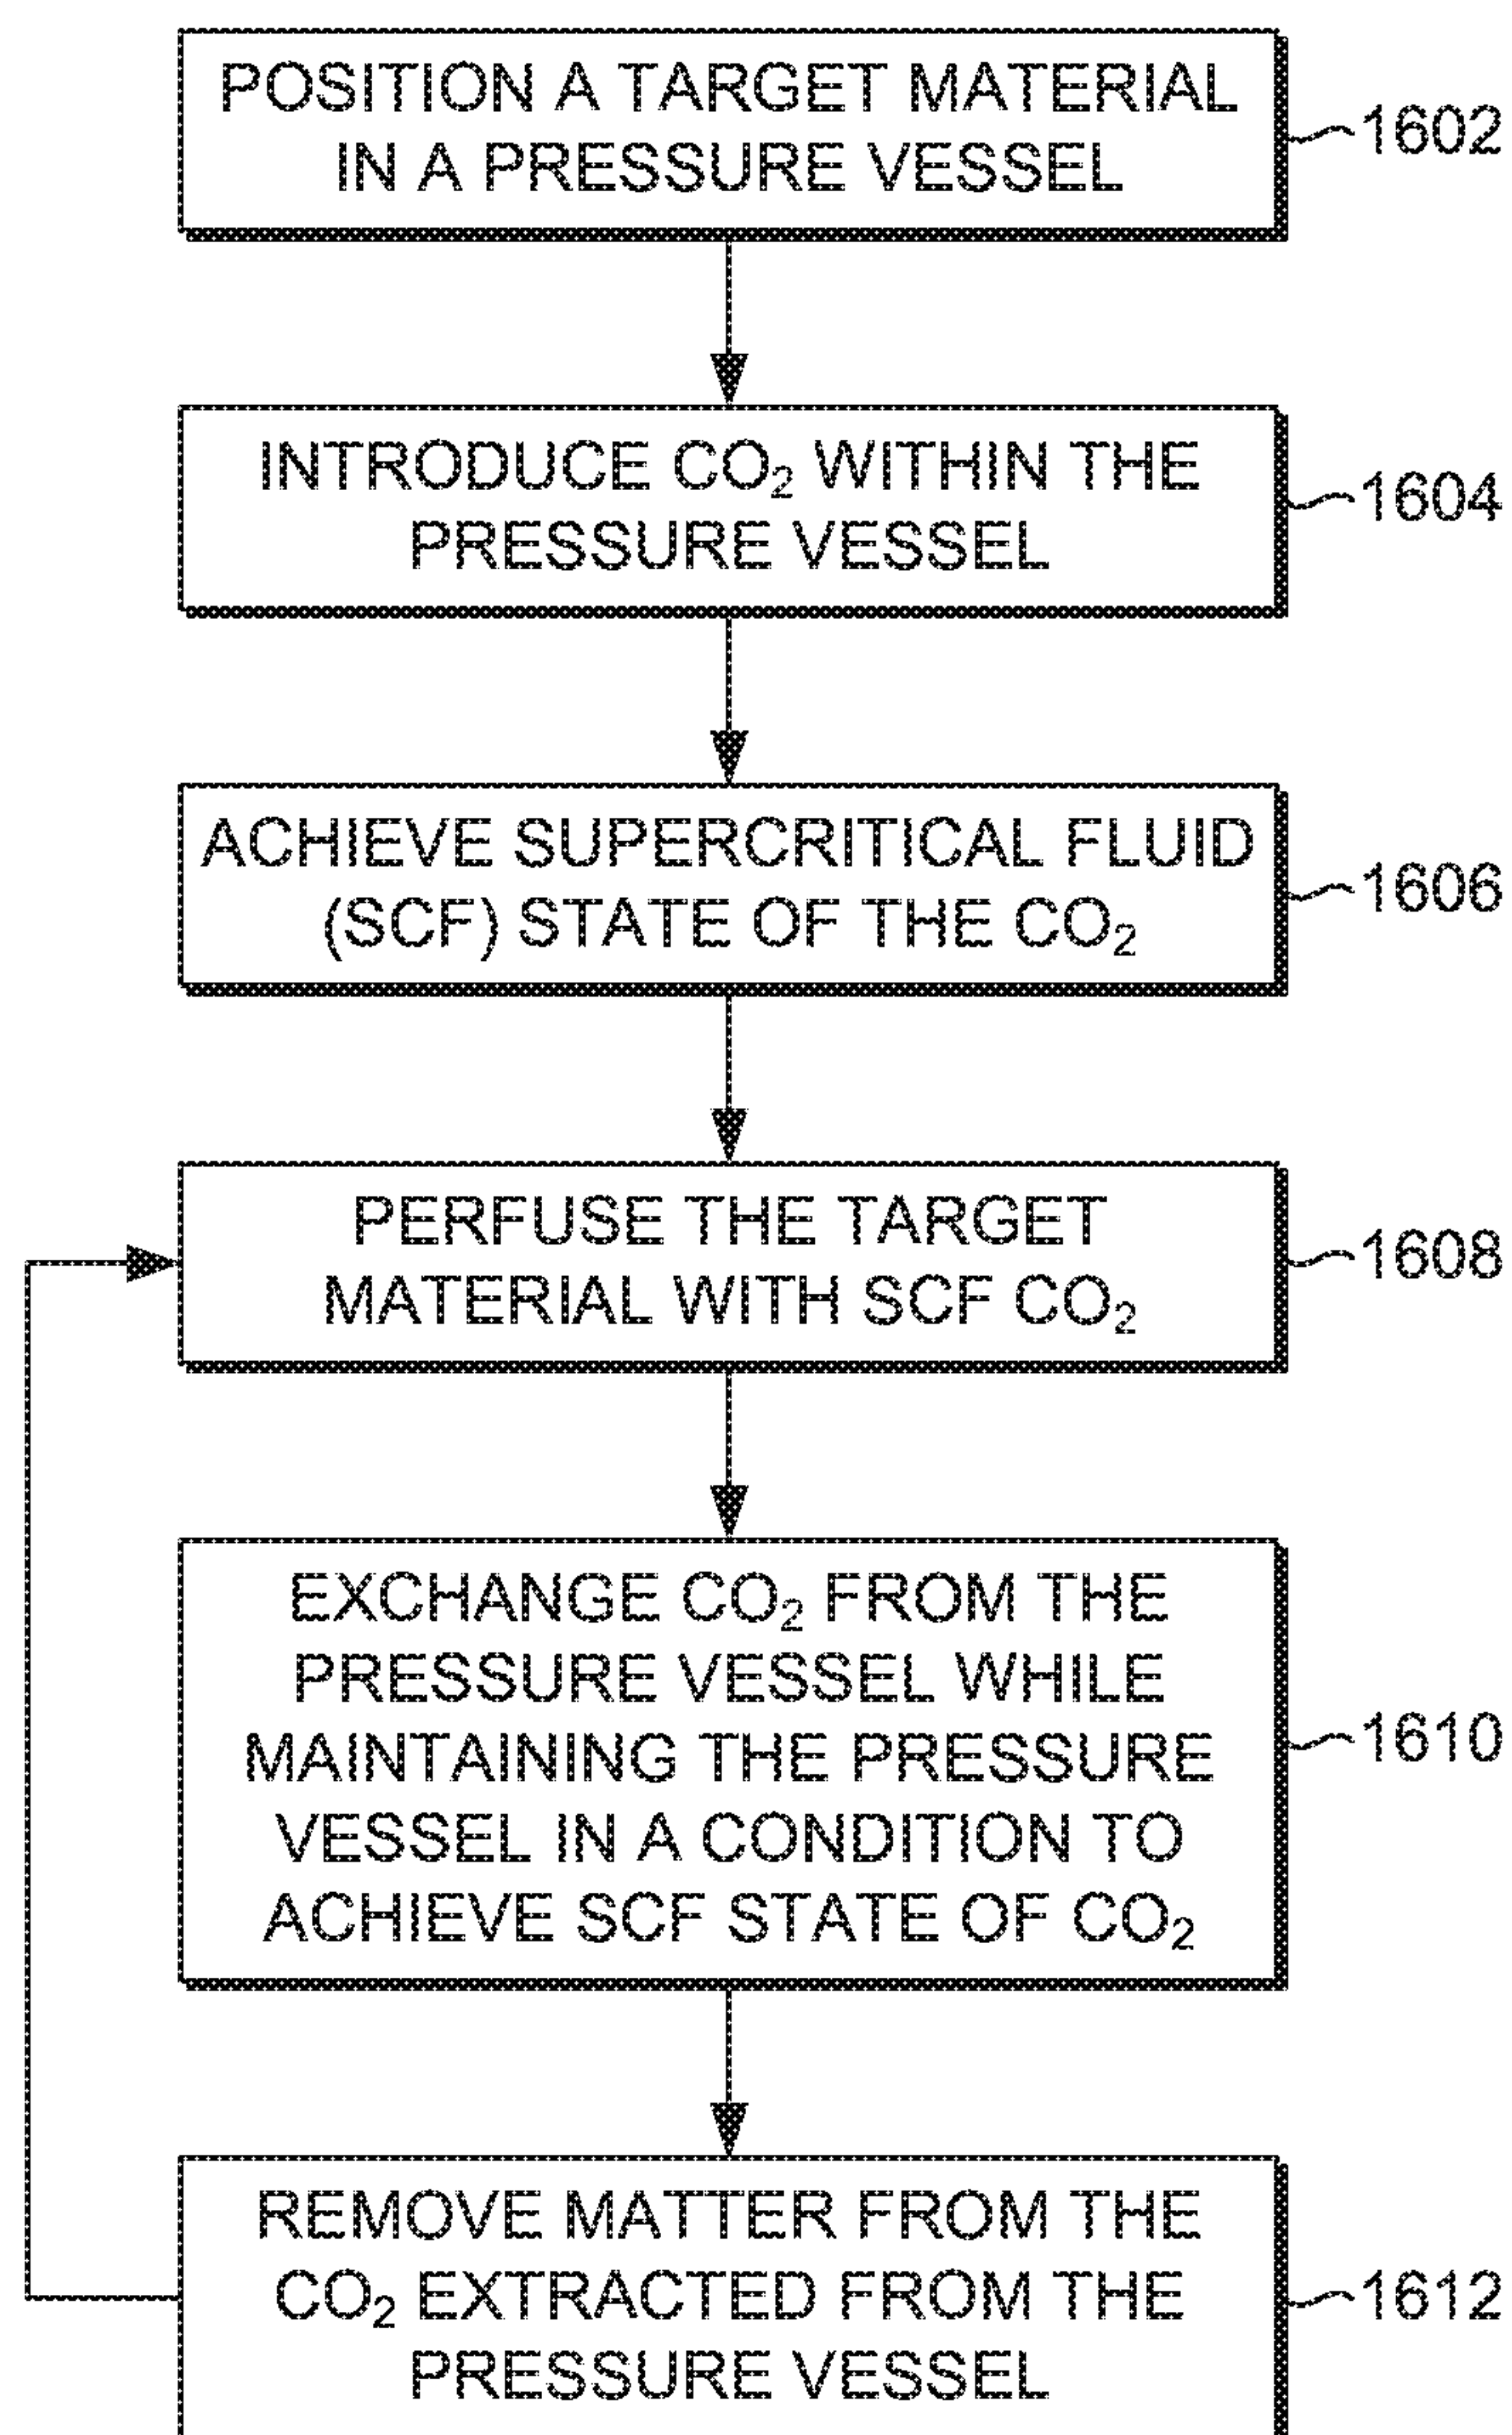 POSITION A TARGET MATERIAL
IN A PRESSURE VESSEL
1602
INTRODUCE CO₂ WITHIN THE
PRESSURE VESSEL
1604
ACHIEVE SUPERCRITICAL FLUID
(SCF) STATE OF THE CO₂
1606
PERFUSE THE TARGET
MATERIAL WITH SCF CO₂
1608
EXCHANGE CO₂ FROM THE
PRESSURE VESSEL WHILE
MAINTAINING THE PRESSURE
VESSEL IN A CONDITION TO
ACHIEVE SCF STATE OF CO₂
1610
REMOVE MATTER FROM THE
CO₂ EXTRACTED FROM THE
PRESSURE VESSEL
1612